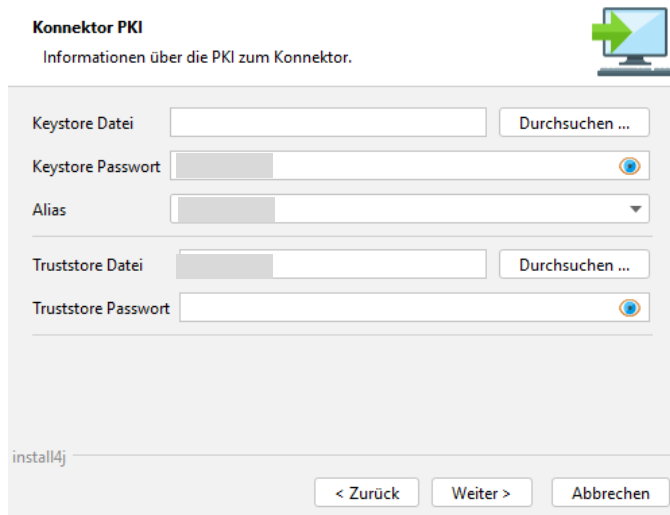 Konnektor PKI
Informationen über die PKI zum Konnektor.
Keystore Datei
Durchsuchen ...
Keystore Passwort
Alias
Truststore Datei
Durchsuchen ...
Truststore Passwort
install4j
< Zurück
Weiter >
Abbrechen